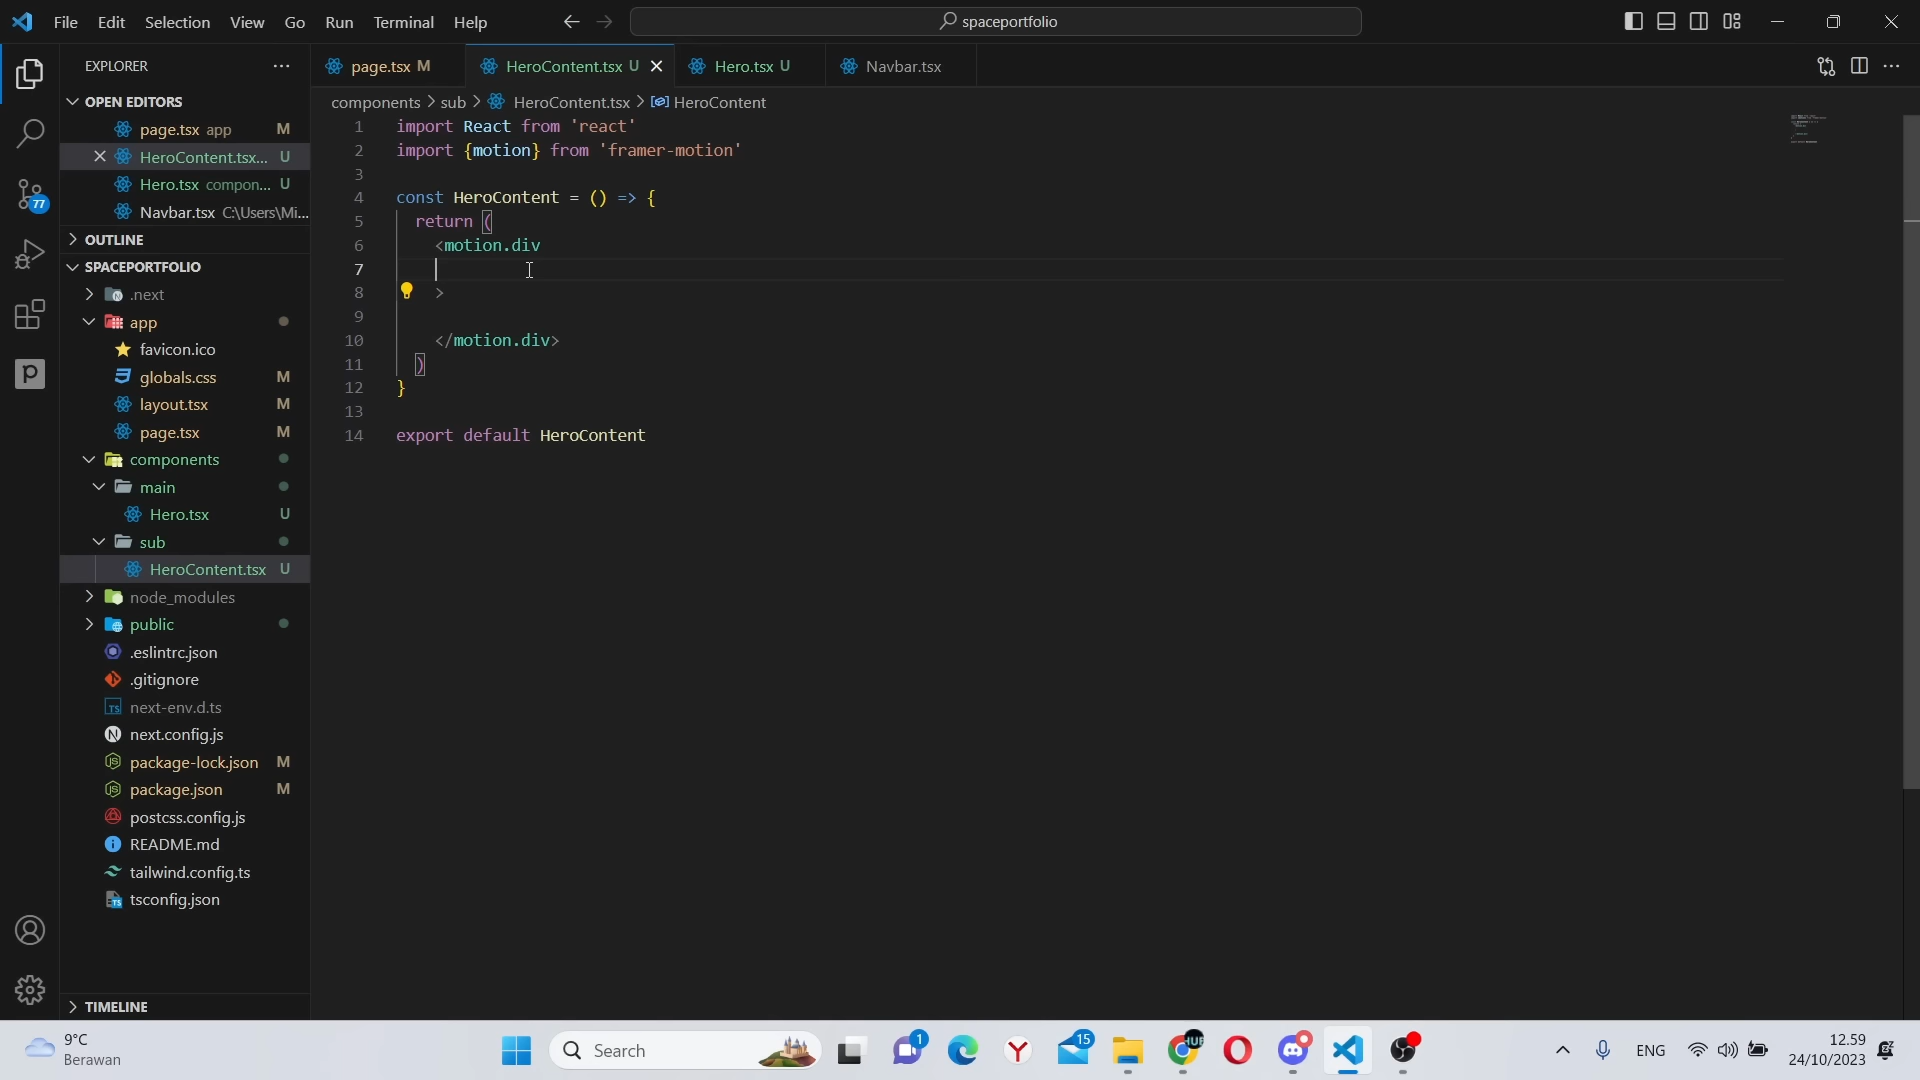 File Edit Selection View Go Run Terminal Help
spaceportfolio
EXPLORER
OPEN EDITORS
page.tsx app M
HeroContent.tsx... U
Hero.tsx compon... U
Navbar.tsx C:\Users\Mi...
OUTLINE
SPACEPORTFOLIO
.next
app
favicon.ico
globals.css M
layout.tsx M
page.tsx M
components
main
Hero.tsx U
sub
HeroContent.tsx U
node_modules
public
.eslintrc.json
.gitignore
next-env.d.ts
next.config.js
package-lock.json M
package.json M
postcss.config.js
README.md
tailwind.config.ts
tsconfig.json
TIMELINE
77
page.tsx M HeroContent.tsx U Hero.tsx U Navbar.tsx
components > sub > HeroContent.tsx > HeroContent
1 import React from 'react'
2 import {motion} from 'framer-motion'
3
4 const HeroContent = () => {
5 return (
6 <motion.div
7
8 >
9
10 </motion.div>
11 )
12 }
13
14 export default HeroContent
9°C
Berawan
Search
1
15
HUB
ENG
12.59
24/10/2023